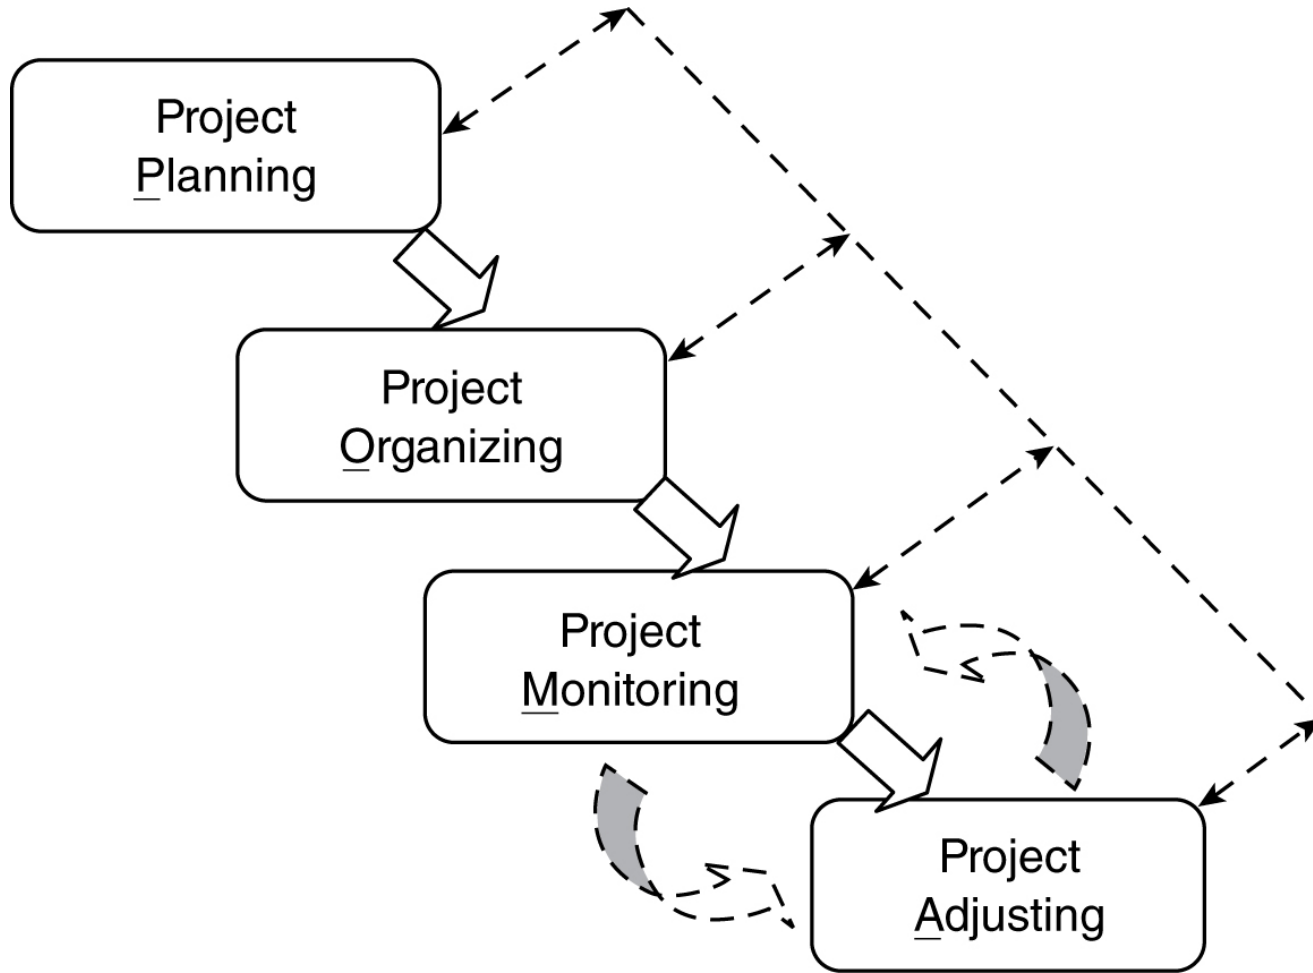 Project
Planning
Project
Organizing
Project
Monitoring
Project
Adjusting